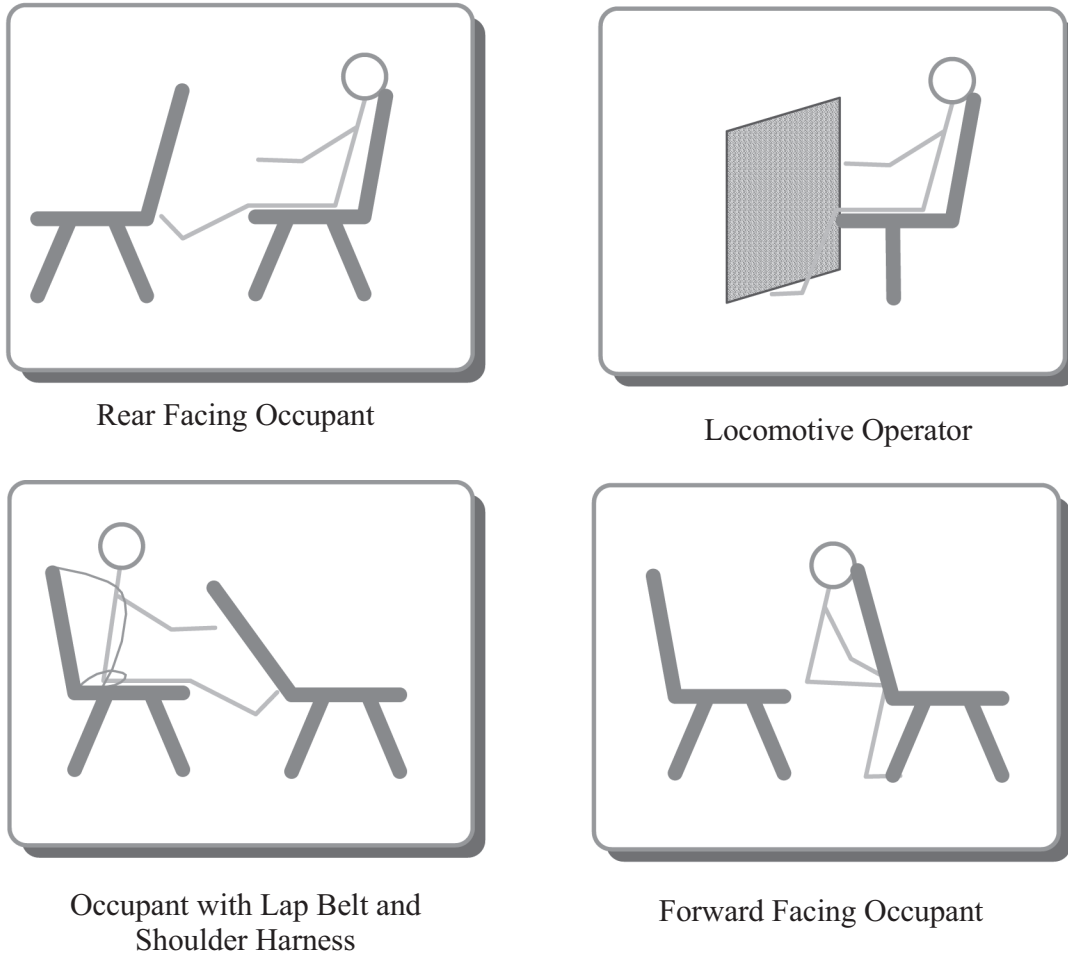 Rear Facing Occupant
Locomotive Operator
Occupant with Lap Belt and
Shoulder Harness
Forward Facing Occupant